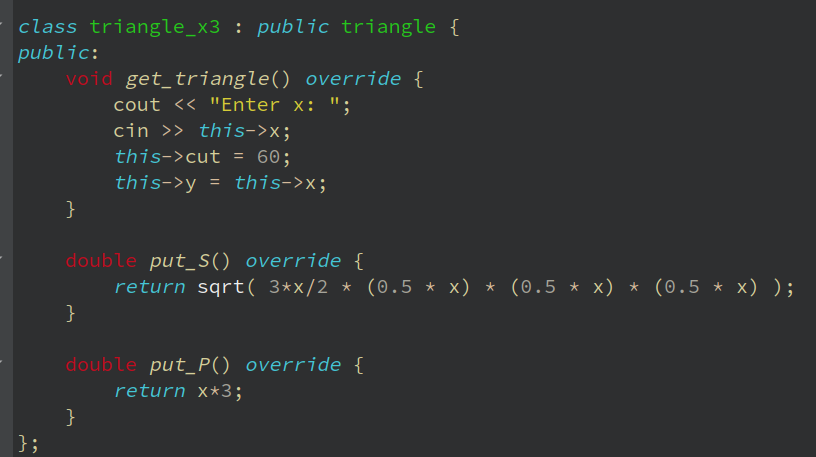 class triangle_x3 : public triangle {
public:
    void get_triangle() override {
        cout << "Enter x: ";
        cin >> this->x;
        this->cut = 60;
        this->y = this->x;
    }

    double put_S() override {
        return sqrt( 3*x/2 * (0.5 * x) * (0.5 * x) * (0.5 * x) );
    }

    double put_P() override {
        return x*3;
    }
};